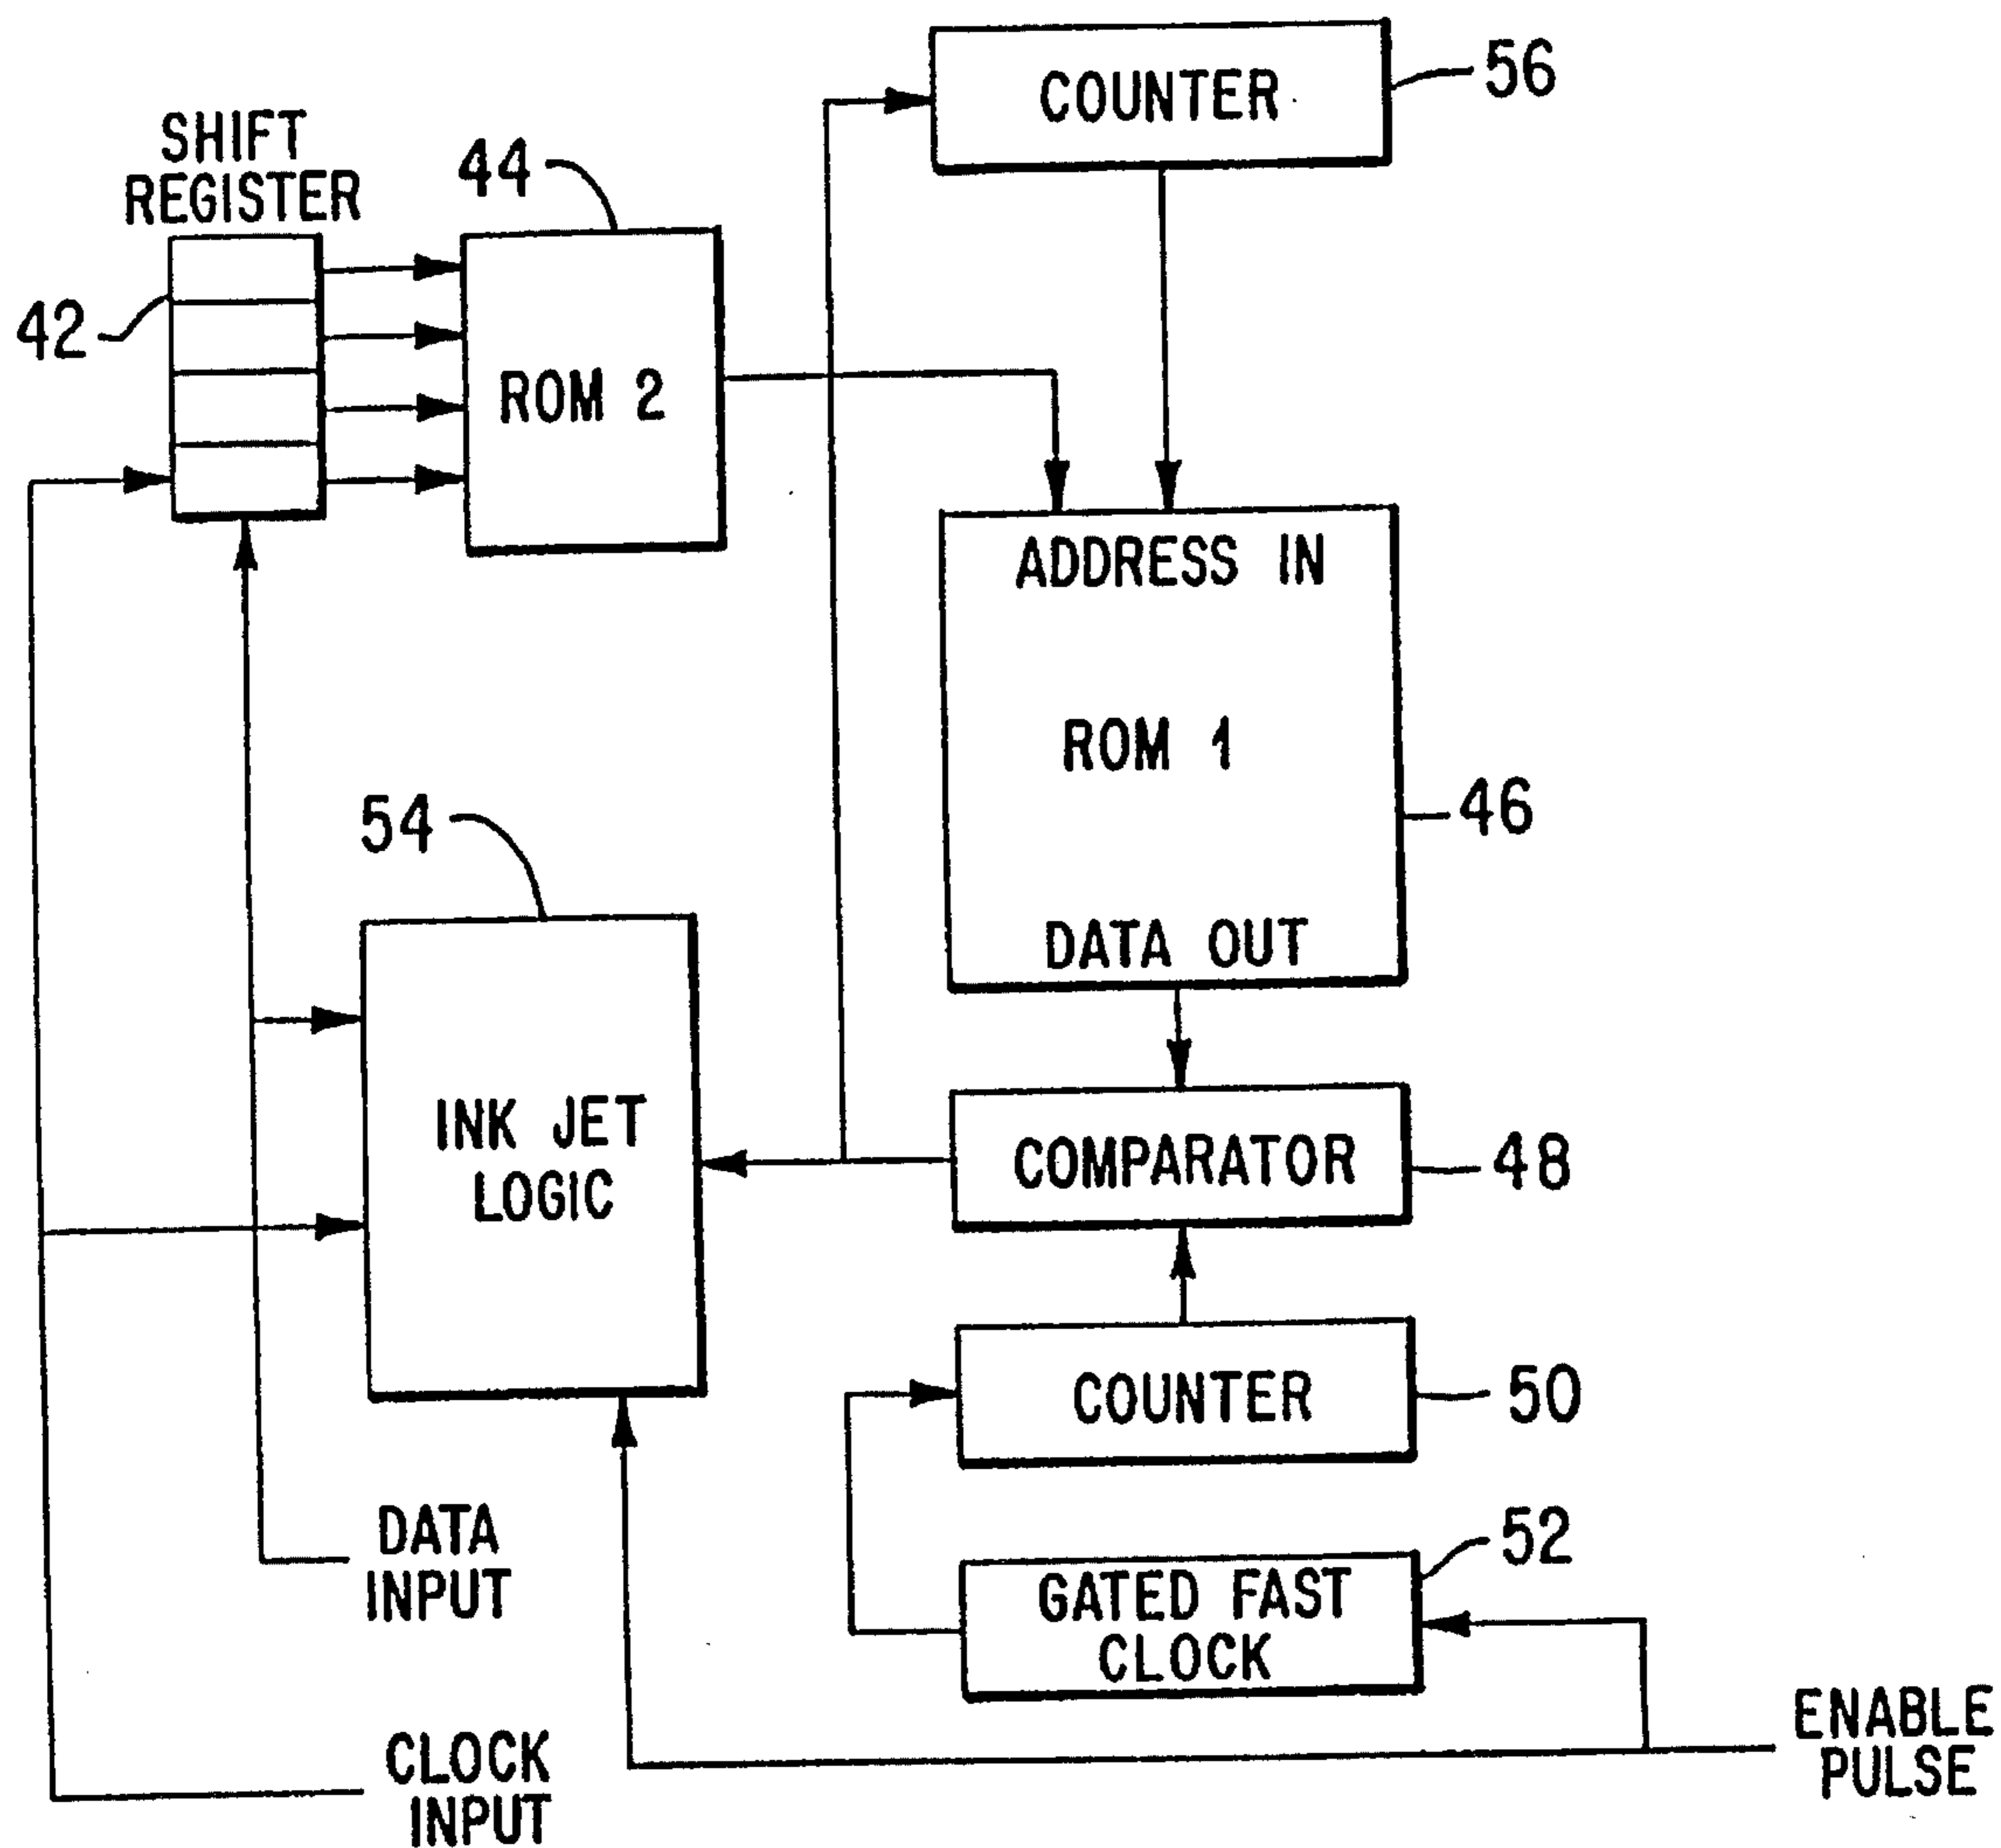 COUNTER
56
SHIFT
REGISTER
44
42
ROM 2
ADDRESS IN
ROM 1
46
54
DATA OUT
INK JET
LOGIC
COMPARATOR
48
COUNTER
50
DATA
INPUT
52
GATED FAST
CLOCK
ENABLE
PULSE
CLOCK
INPUT